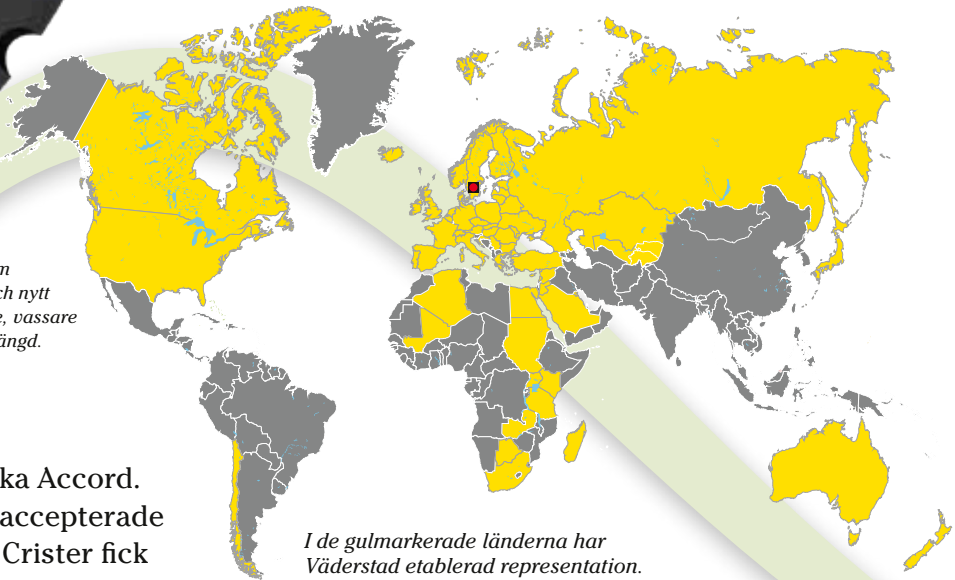 ch nytt
, vassare
ängd.
ka Accord.
accepterade
Crister fick
I de gulmarkerade länderna har
Väderstad etablerad representation.